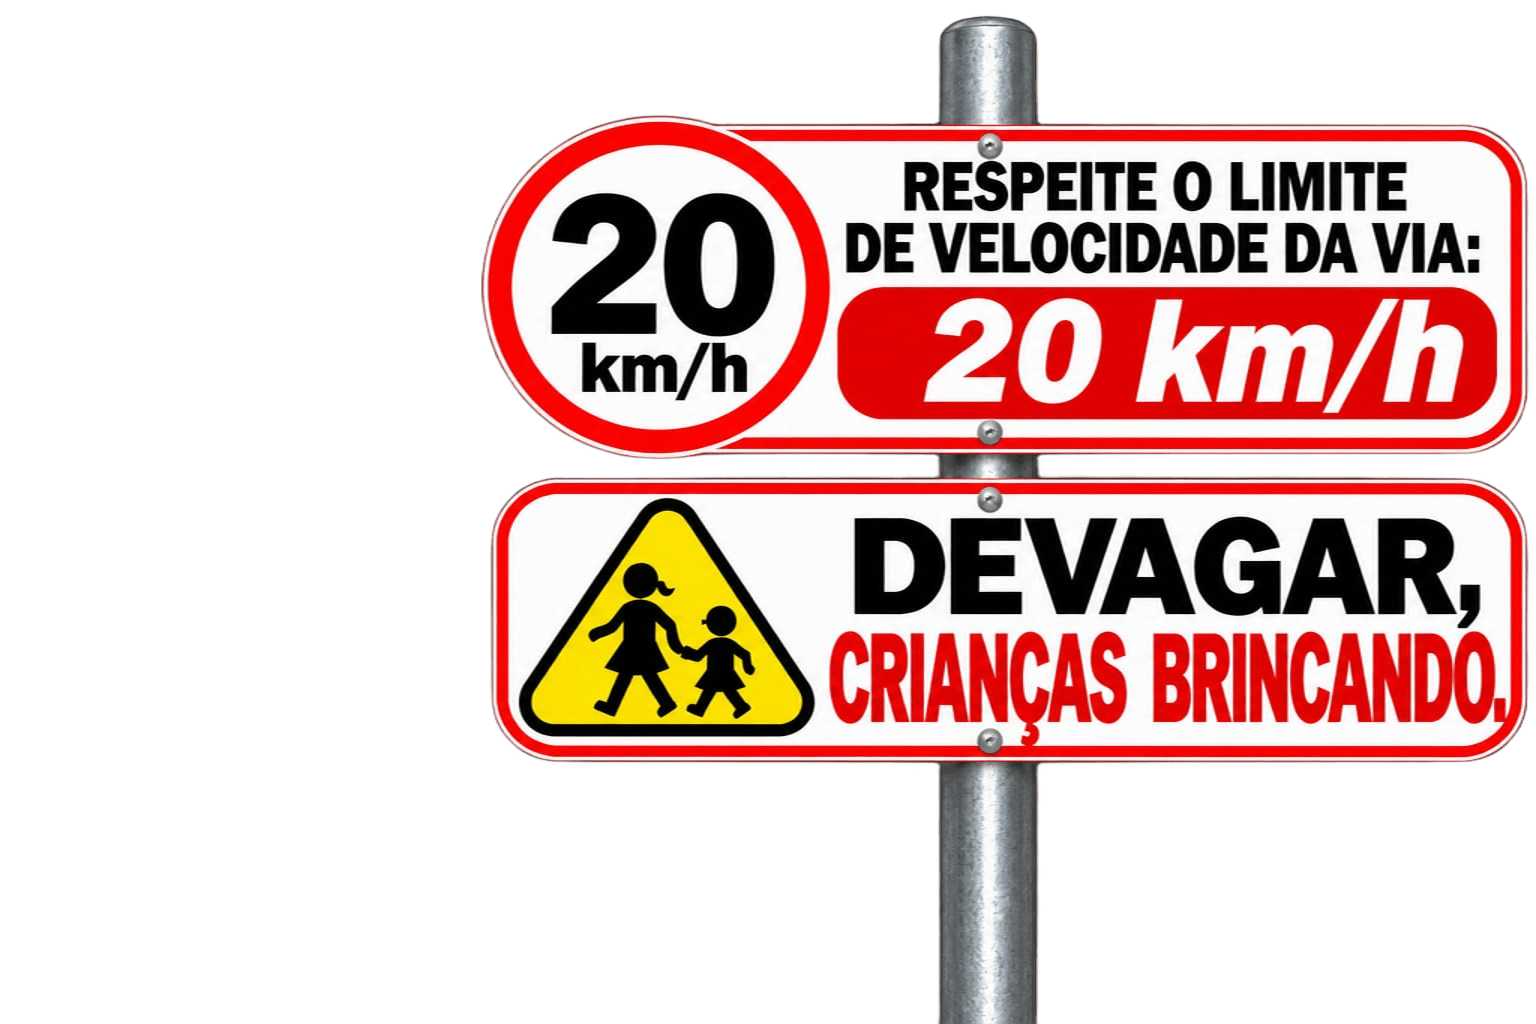 20
km/h
RESPEITE O LIMITE
DE VELOCIDADE DA VIA:
20 km/h
DEVAGAR,
CRIANÇAS BRINCANDO.